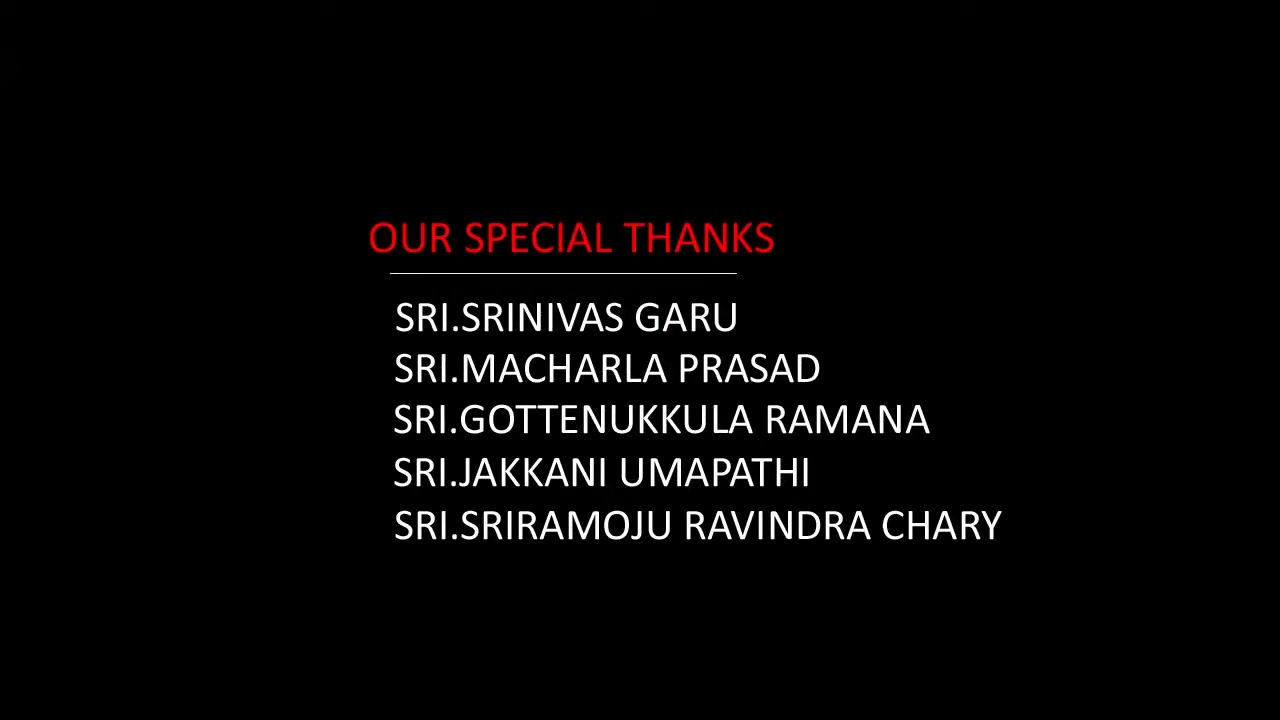 OUR SPECIAL THANKS
SRI.SRINIVAS GARU
SRI.MACHARLA PRASAD
SRI.GOTTENUKKULA RAMANA
SRI.JAKKANI UMAPATHI
SRI.SRIRAMOJU RAVINDRA CHARY